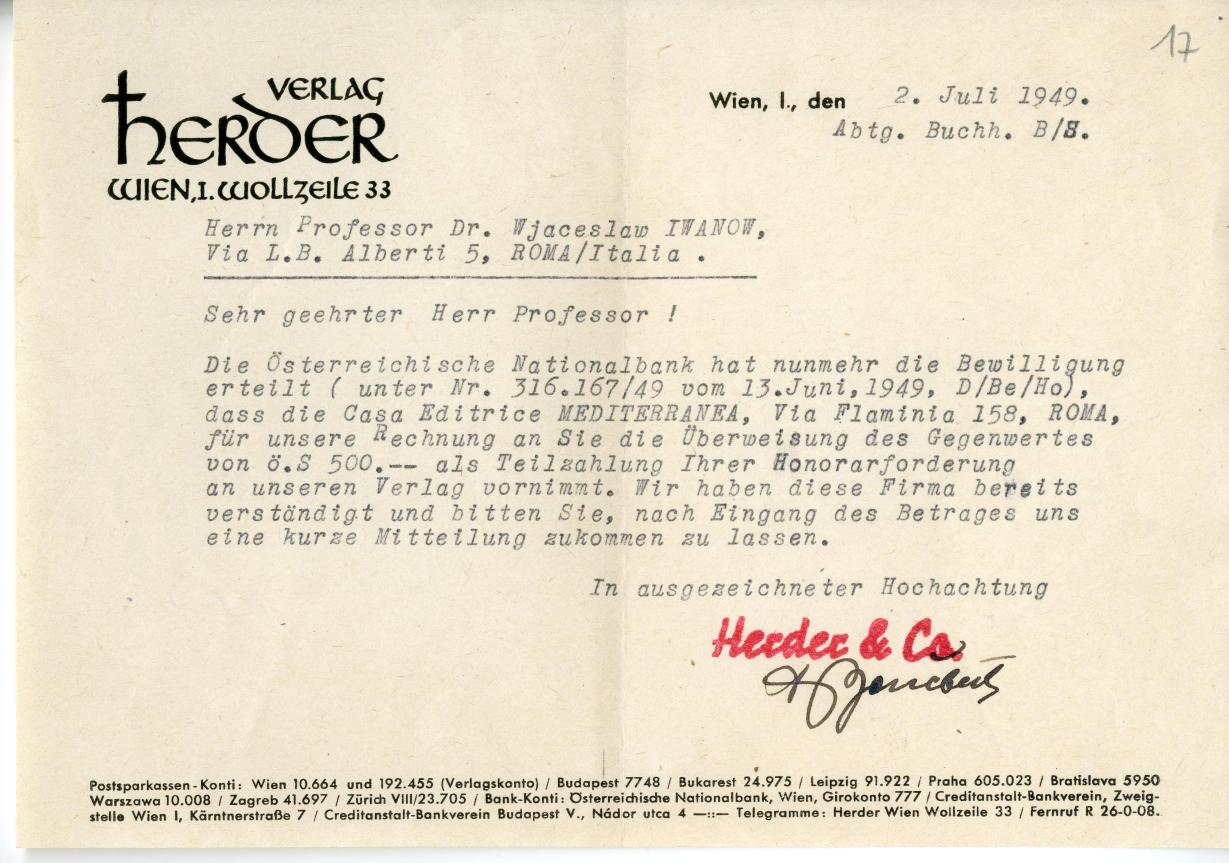 17
VERLAG
HERDER
WIEN, I. WOLLZEILE 33
Wien, I., den 2. Juli 1949.
Abtg. Buchh. B/S.
Herrn Professor Dr. Wjaceslaw IWANOW,
Via L.B. Alberti 5, ROMA/Italia .
Sehr geehrter Herr Professor !
Die Österreichische Nationalbank hat nunmehr die Bewilligung
erteilt ( unter Nr. 316.167/49 vom 13.Juni,1949, D/Be/Ho),
dass die Casa Editrice MEDITERRANEA, Via Flaminia 158, ROMA,
für unsere Rechnung an Sie die Überweisung des Gegenwertes
von ö.S 500.-- als Teilzahlung Ihrer Honorarforderung
an unseren Verlag vornimmt. Wir haben diese Firma bereits
verständigt und bitten Sie, nach Eingang des Betrages uns
eine kurze Mitteilung zukommen zu lassen.
In ausgezeichneter Hochachtung
Herder & Co.
Postsparkassen-Konti: Wien 10.664 und 192.455 (Verlagskonto) / Budapest 7748 / Bukarest 24.975 / Leipzig 91.922 / Praha 605.023 / Bratislava 5950
Warszawa 10.008 / Zagreb 41.697 / Zürich VIII/23.705 / Bank-Konti: Österreichische Nationalbank, Wien, Girokonto 777 / Creditanstalt-Bankverein, Zweig-
stelle Wien I, Kärntnerstraße 7 / Creditanstalt-Bankverein Budapest V., Nádor utca 4 —::— Telegramme: Herder Wien Wollzeile 33 / Fernruf R 26-0-08.